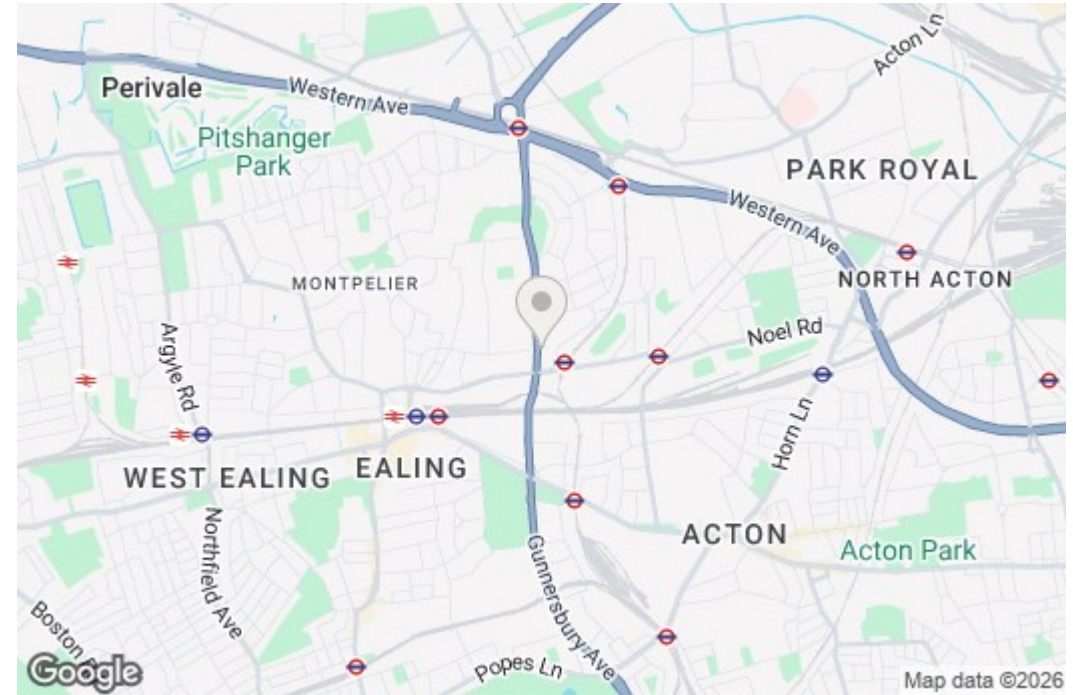 Acton Ln
Perivale
Western Ave
Pitshanger
Park
PARK ROYAL
Western Ave
MONTPELIER
NORTH ACTON
Noel Rd
Argyle Rd
Horn Ln
WEST EALING
EALING
Northfield Ave
ACTON
Acton Park
Gunnersbury Ave
Boston
Popes Ln
Google
Map data ©2026